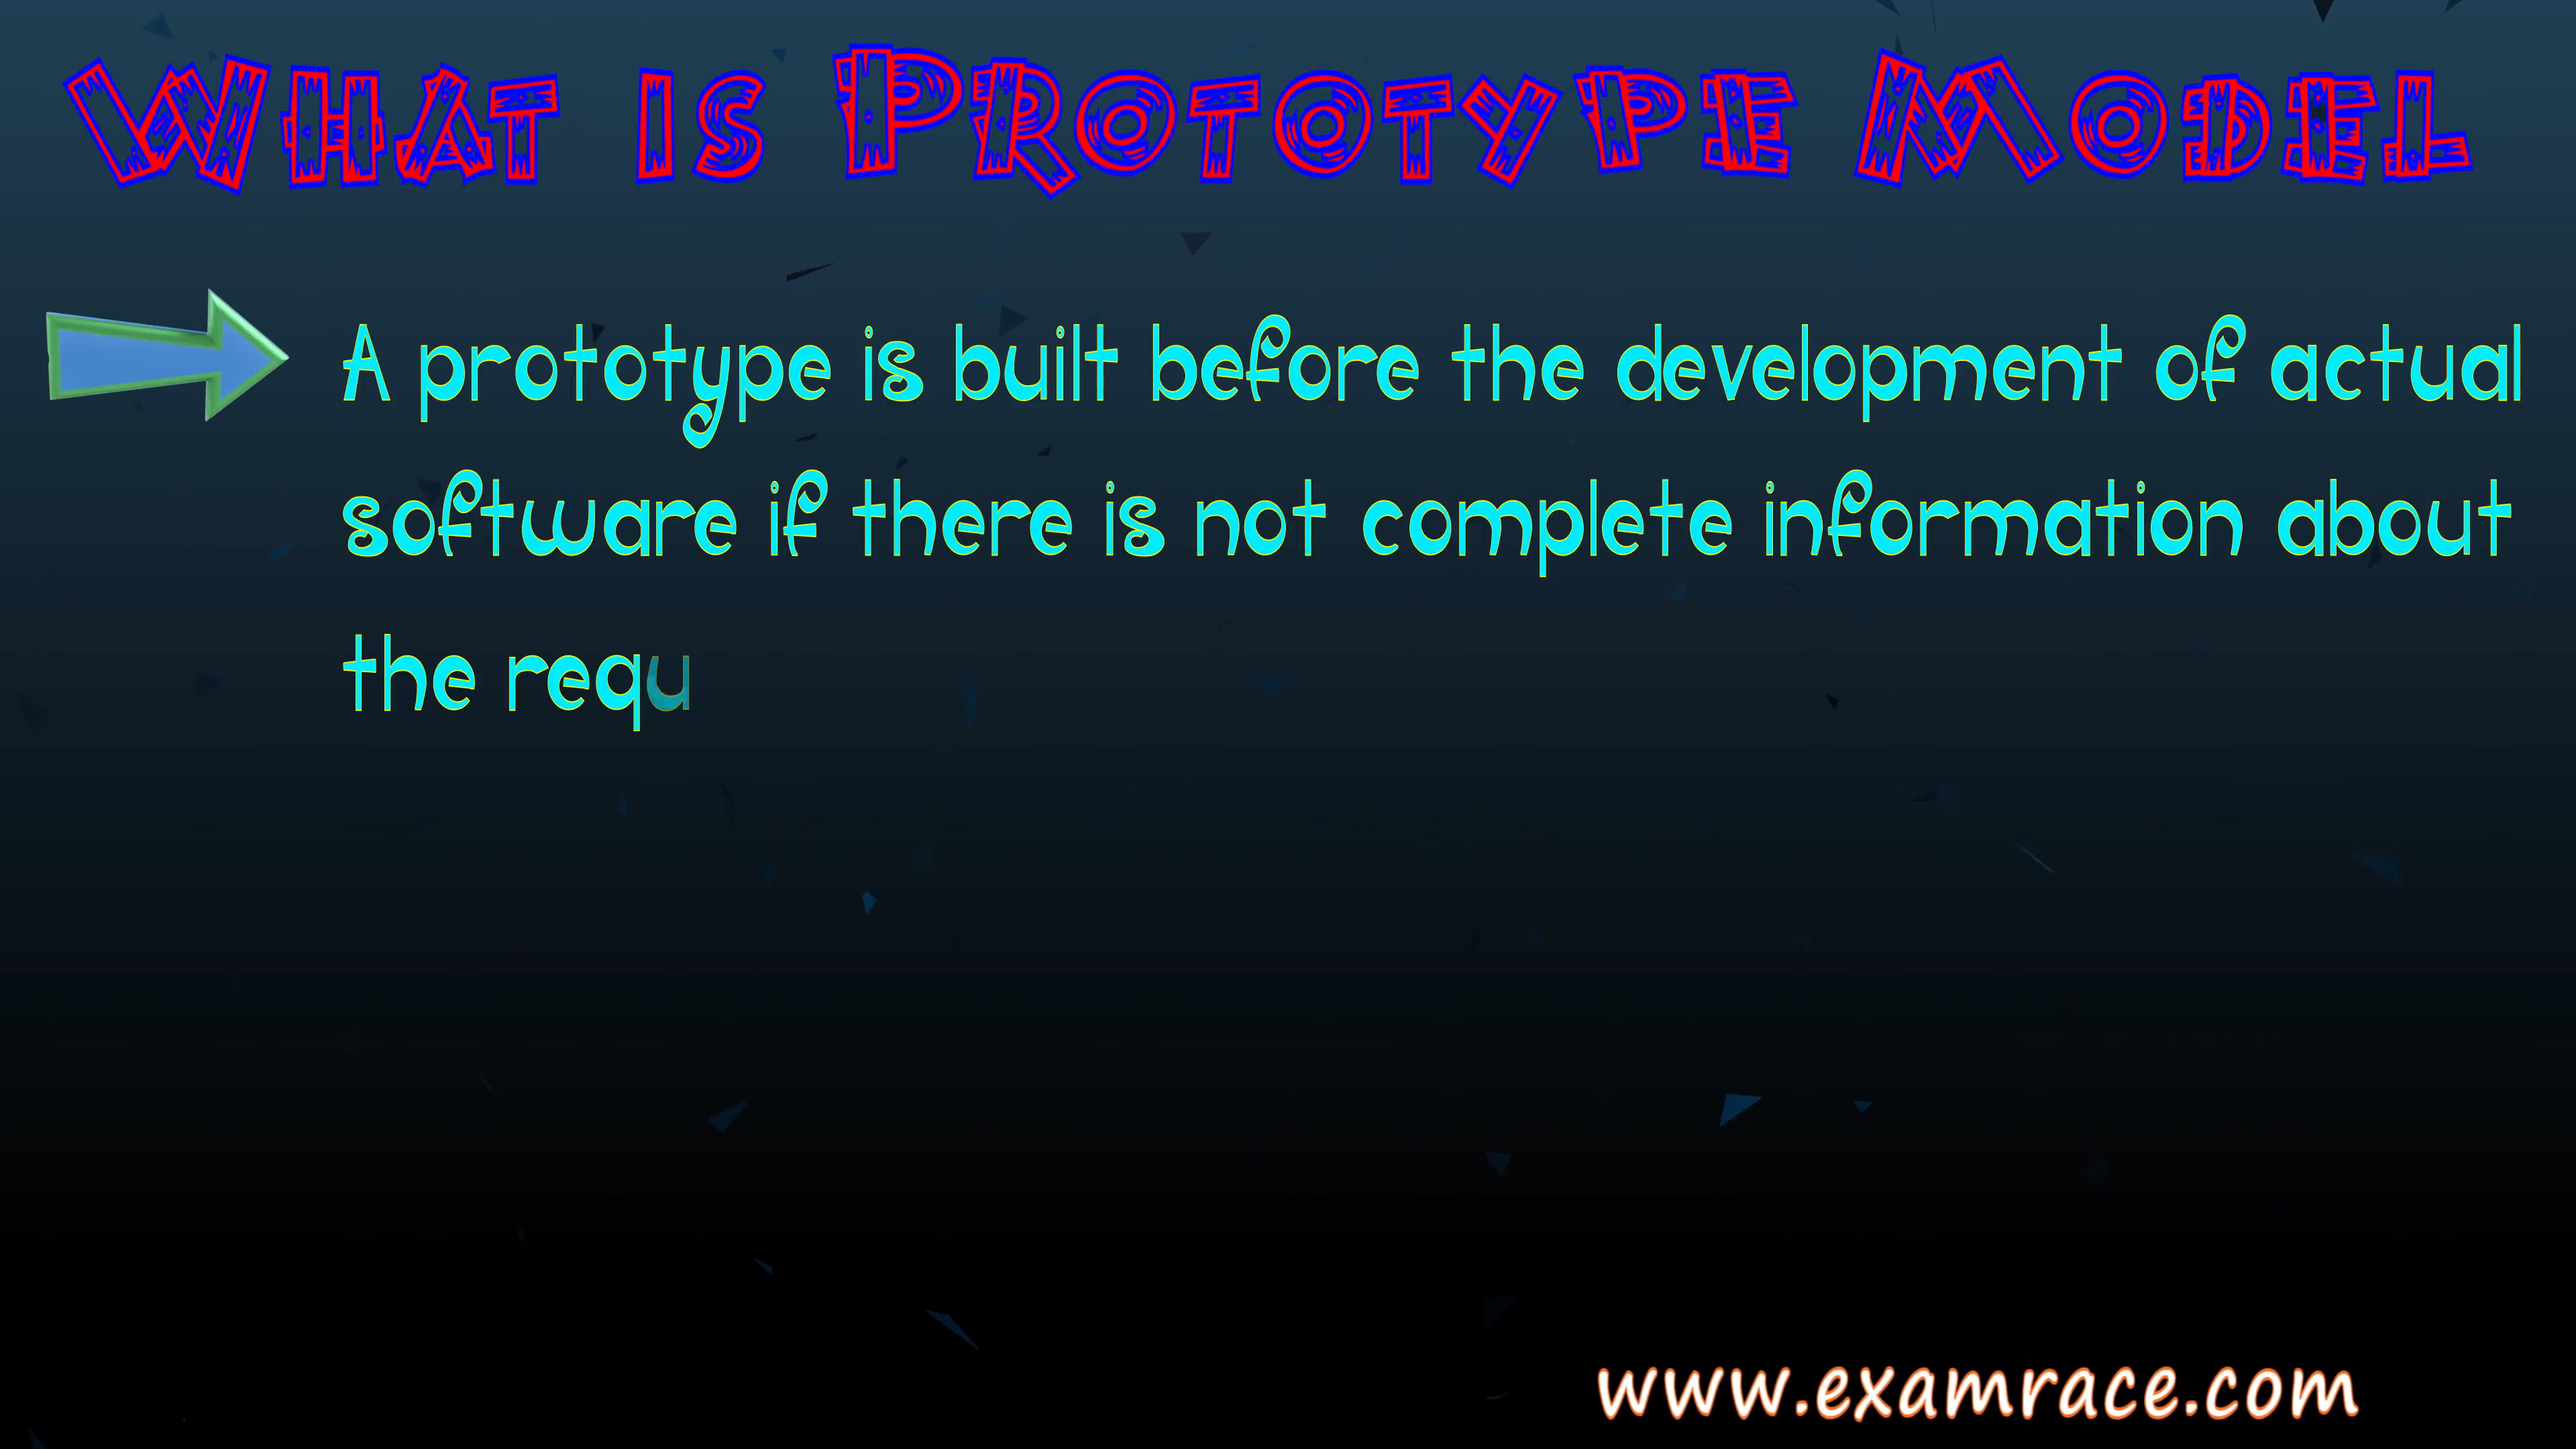 What is Prototype Model
A prototype is built before the development of actual
software if there is not complete information about
the requ
www.examrace.com